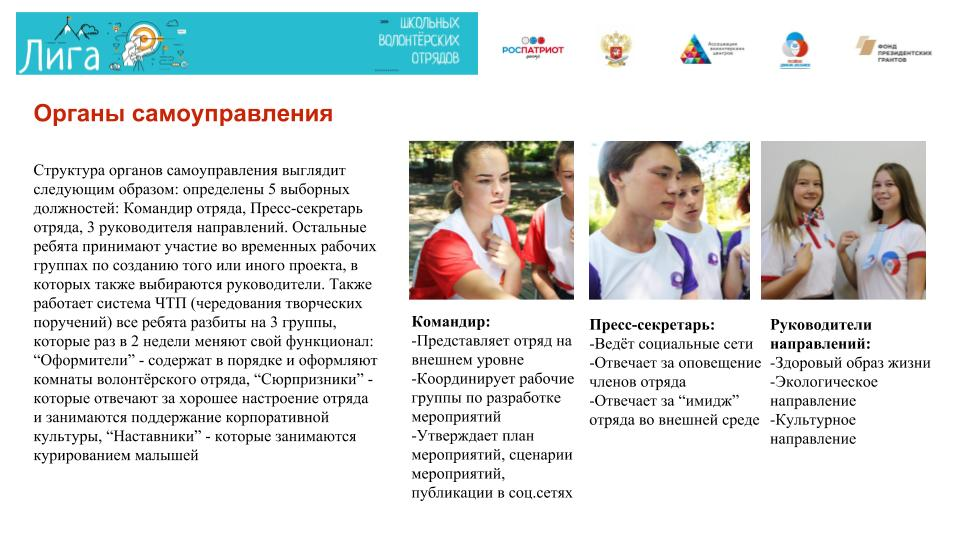 Лига
ШКОЛЬНЫХ
ВОЛОНТЁРСКИХ
ОТРЯДОВ
РОСПАТРИОТ
центр
Ассоциация
волонтерских
центров
ФОНД
ПРЕЗИДЕНТСКИХ
ГРАНТОВ
Органы самоуправления
Структура органов самоуправления выглядит
следующим образом: определены 5 выборных
должностей: Командир отряда, Пресс-секретарь
отряда, 3 руководителя направлений. Остальные
ребята принимают участие во временных рабочих
группах по созданию того или иного проекта, в
которых также выбираются руководители. Также
работает система ЧТП (чередования творческих
поручений) все ребята разбиты на 3 группы,
которые раз в 2 недели меняют свой функционал:
“Оформители” - содержат в порядке и оформляют
комнаты волонтёрского отряда, “Сюрпризники” -
которые отвечают за хорошее настроение отряда
и занимаются поддержание корпоративной
культуры, “Наставники” - которые занимаются
курированием малышей
Командир:
-Представляет отряд на
внешнем уровне
-Координирует рабочие
группы по разработке
мероприятий
-Утверждает план
мероприятий, сценарии
мероприятий,
публикации в соц.сетях
Пресс-секретарь:
-Ведёт социальные сети
-Отвечает за оповещение
членов отряда
-Отвечает за “имидж”
отряда во внешней среде
Руководители
направлений:
-Здоровый образ жизни
-Экологическое
направление
-Культурное
направление